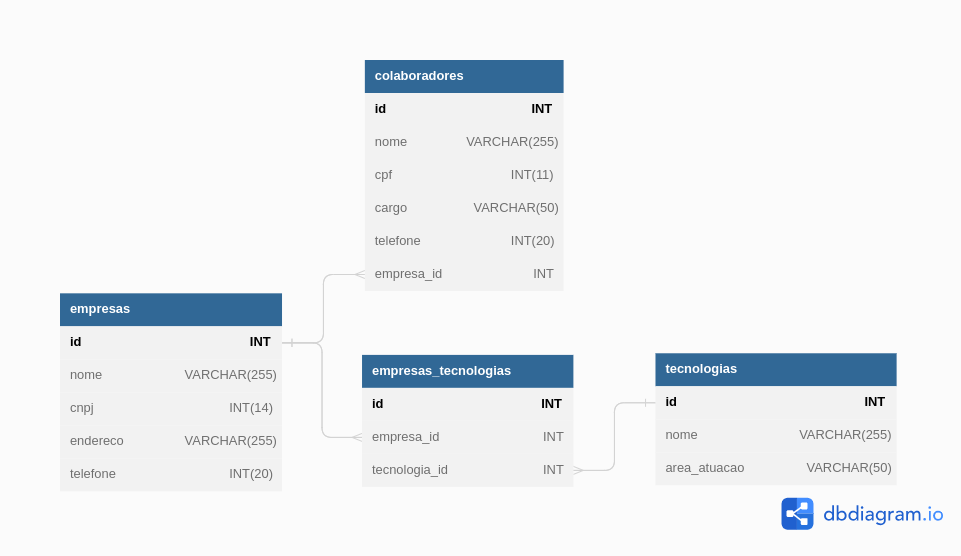 colaboradores
id INT
nome VARCHAR(255)
cpf INT(11)
cargo VARCHAR(50)
telefone INT(20)
empresa_id INT
empresas
id INT
nome VARCHAR(255)
cnpj INT(14)
endereco VARCHAR(255)
telefone INT(20)
empresas_tecnologias
id INT
empresa_id INT
tecnologia_id INT
tecnologias
id INT
nome VARCHAR(255)
area_atuacao VARCHAR(50)
dbdiagram.io